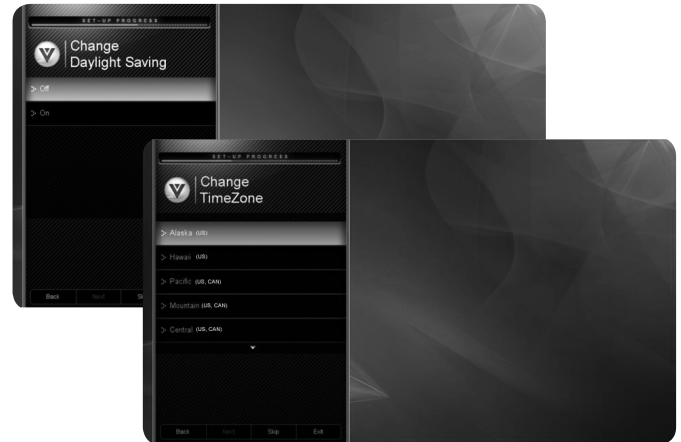 SET-UP PROGRESS
Change
Daylight Saving
> Off
> On
Back Next
SET-UP PROGRESS
Change
TimeZone
> Alaska (US)
> Hawaii (US)
> Pacific (US, CAN)
> Mountain (US, CAN)
> Central (US, CAN)
Back Next Skip Exit